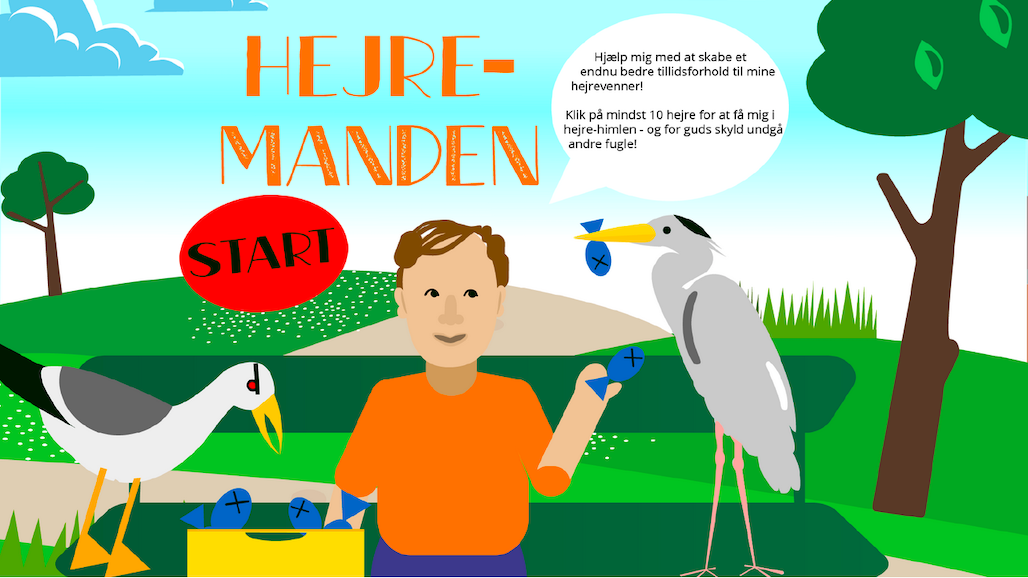 HEJRE-
MANDEN
Hjælp mig med at skabe et
endnu bedre tillidsforhold til mine
hejrevenner!
Klik på mindst 10 hejre for at få mig i
hejre-himlen - og for guds skyld undgå
andre fugle!
START